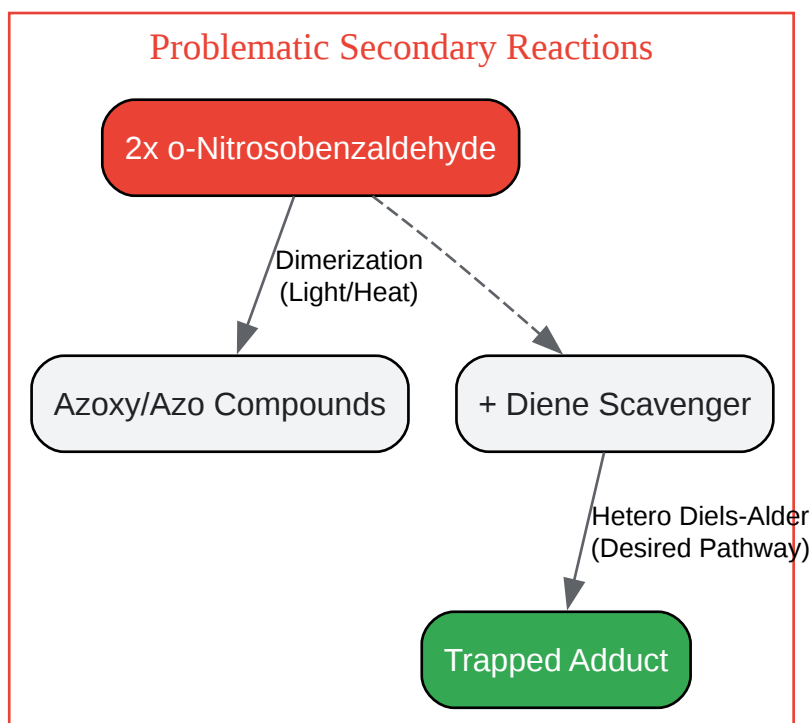 Problematic Secondary Reactions
2x o-Nitrosobenzaldehyde
Dimerization
(Light/Heat)
Azoxy/Azo Compounds
+ Diene Scavenger
Hetero Diels-Alder
(Desired Pathway)
Trapped Adduct